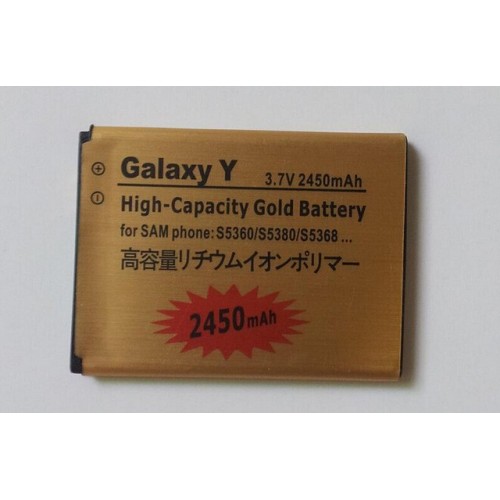 Galaxy Y 3.7V 2450mAh
High-Capacity Gold Battery
for SAM phone: S5360/S5380/S5368 ...
高容量リチウムイオンポリマー
2450mAh
+
-